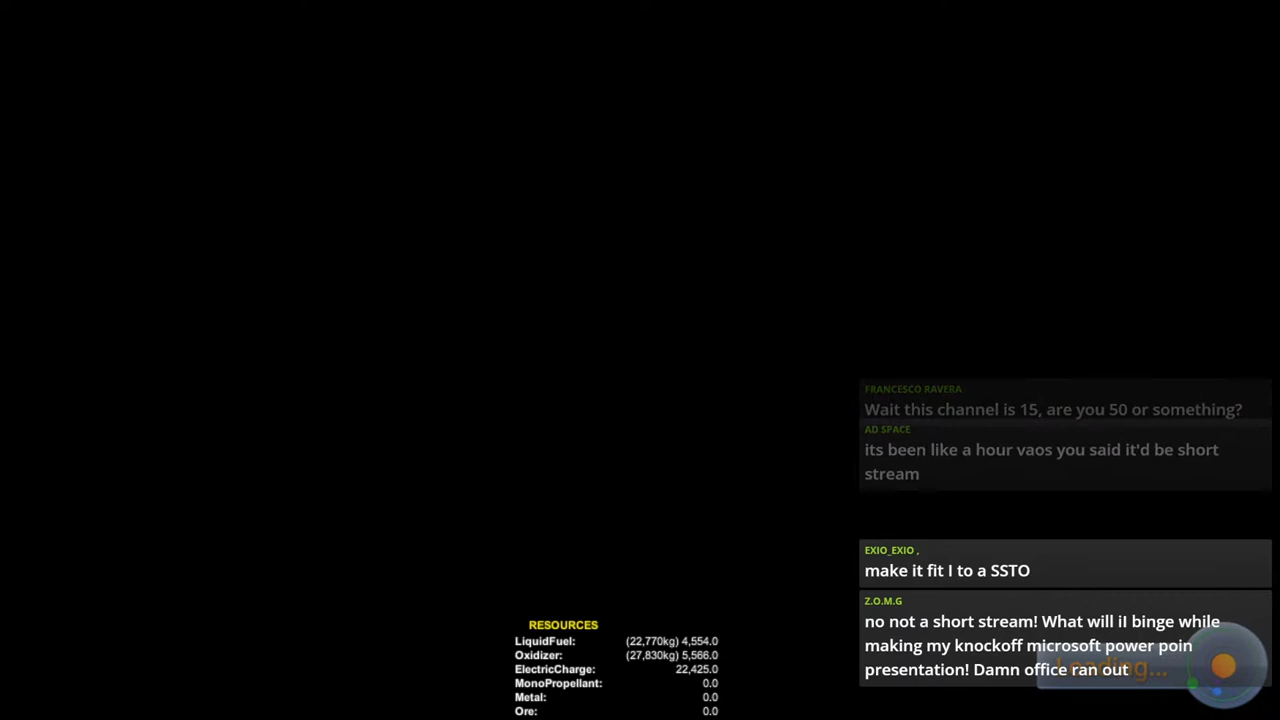 FRANCESCO RAVERA
Wait this channel is 15, are you 50 or something?
AD SPACE
its been like a hour vaos you said it'd be short
stream
EXIO_EXIO ,
make it fit I to a SSTO
Z.O.M.G
no not a short stream! What will iI binge while
making my knockoff microsoft power poin
presentation! Damn office ran out
Loading...
RESOURCES
LiquidFuel: (22,770kg) 4,554.0
Oxidizer: (27,830kg) 5,566.0
ElectricCharge: 22,425.0
MonoPropellant: 0.0
Metal: 0.0
Ore: 0.0